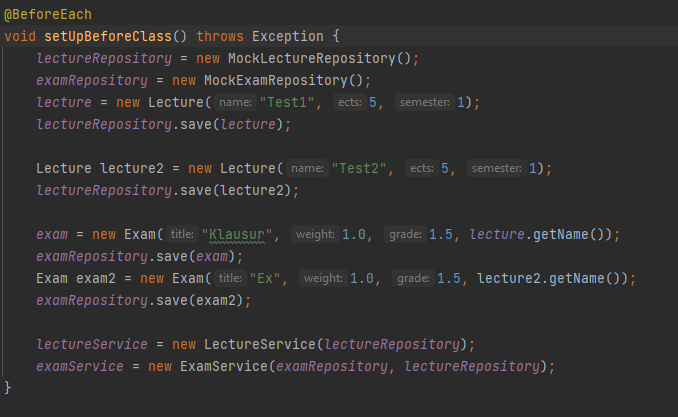 @BeforeEach
void setUpBeforeClass() throws Exception {
    lectureRepository = new MockLectureRepository();
    examRepository = new MockExamRepository();
    lecture = new Lecture( name: "Test1", ects: 5, semester: 1);
    lectureRepository.save(lecture);

    Lecture lecture2 = new Lecture( name: "Test2", ects: 5, semester: 1);
    lectureRepository.save(lecture2);

    exam = new Exam( title: "Klausur", weight: 1.0, grade: 1.5, lecture.getName());
    examRepository.save(exam);
    Exam exam2 = new Exam( title: "Ex", weight: 1.0, grade: 1.5, lecture2.getName());
    examRepository.save(exam2);

    lectureService = new LectureService(lectureRepository);
    examService = new ExamService(examRepository, lectureRepository);
}